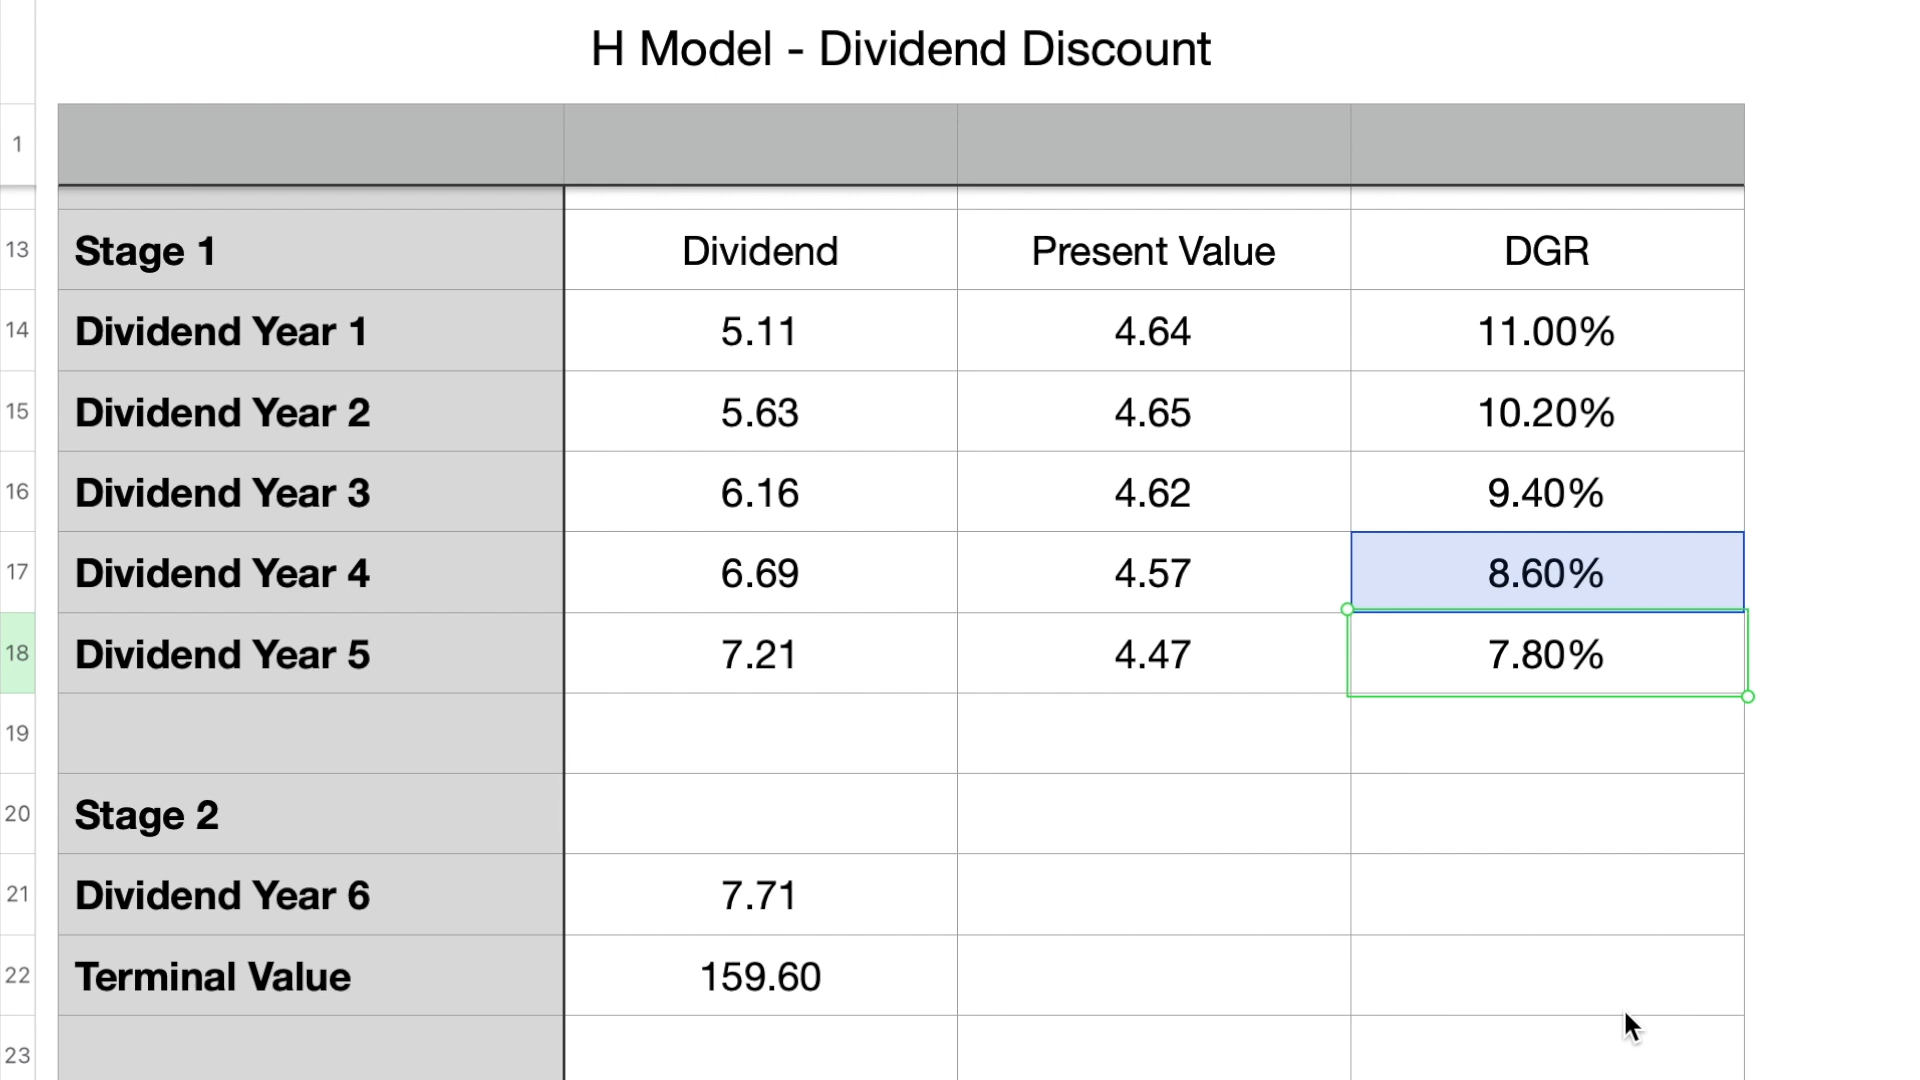 H Model - Dividend Discount
1
13 Stage 1 Dividend Present Value DGR
14 Dividend Year 1 5.11 4.64 11.00%
15 Dividend Year 2 5.63 4.65 10.20%
16 Dividend Year 3 6.16 4.62 9.40%
17 Dividend Year 4 6.69 4.57 8.60%
18 Dividend Year 5 7.21 4.47 7.80%
19
20 Stage 2
21 Dividend Year 6 7.71
22 Terminal Value 159.60
23